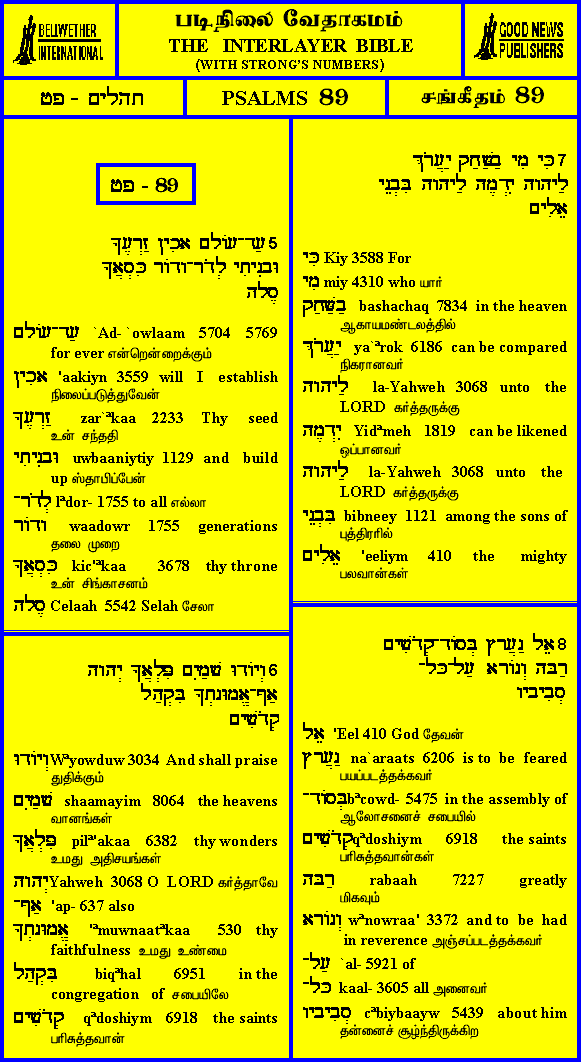 BELLWETHER
INTERNATIONAL
படிநிலை வேதாகமம்
THE INTERLAYER BIBLE
(WITH STRONG'S NUMBERS)
GOOD NEWS
PUBLISHERS
תהלים - פט
PSALMS 89
சங்கீதம் 89
89 - פט
5 עַד־עוֹלָם אָכִין זַרְעֶךָ
וּבָנִיתִי לְדֹר־וָדוֹר כִּסְאֲךָ
סֶלָה
עַד־עוֹלָם `Ad- `owlaam 5704 5769
for ever என்றென்றைக்கும்
אָכִין 'aakiyn 3559 will I establish
நிலைப்படுத்துவேன்
זַרְעֶךָ zar`ªkaa 2233 Thy seed
உன் சந்ததி
וּבָנִיתִי uwbaaniytiy 1129 and build
up ஸ்தாபிப்பேன்
לְדֹר־ lªdor- 1755 to all எல்லா
וָדוֹר waadowr 1755 generations
தலை முறை
כִּסְאֲךָ kic'ªkaa 3678 thy throne
உன் சிங்காசனம்
סֶלָה Celaah 5542 Selah சேலா
6 וְיוֹדוּ שָׁמַיִם פִּלְאֲךָ יְהוָה
אַף־אֱמוּנָתְךָ בִּקְהַל
קְדֹשִׁים
וְיוֹדוּ Wªyowduw 3034 And shall praise
துதிக்கும்
שָׁמַיִם shaamayim 8064 the heavens
வானங்கள்
פִּלְאֲךָ pilª'akaa 6382 thy wonders
உமது அதிசயங்கள்
יְהוָה Yahweh 3068 O LORD கர்த்தாவே
אַף־ 'ap- 637 also
אֱמוּנָתְךָ 'ªmuwnaatªkaa 530 thy
faithfulness உமது உண்மை
בִּקְהַל biqªhal 6951 in the
congregation of சபையிலே
קְדֹשִׁים qªdoshiym 6918 the saints
பரிசுத்தவான்
7 כִּי מִי בַשַּׁחַק יַעֲרֹךְ
לַיהוָה יִדְמֶה לַיהוָה בִּבְנֵי
אֵלִים
כִּי Kiy 3588 For
מִי miy 4310 who யார்
בַשַּׁחַק bashachaq 7834 in the heaven
ஆகாயமண்டலத்தில்
יַעֲרֹךְ ya`ªrok 6186 can be compared
நிகரானவர்
לַיהוָה la-Yahweh 3068 unto the
LORD கர்த்தருக்கு
יִדְמֶה Yidªmeh 1819 can be likened
ஒப்பானவர்
לַיהוָה la-Yahweh 3068 unto the
LORD கர்த்தருக்கு
בִּבְנֵי bibneey 1121 among the sons of
புத்திரரில்
אֵלִים 'eeliym 410 the mighty
பலவான்கள்
8 אֵל נַעֲרָץ בְּסוֹד־קְדֹשִׁים
רַבָּה וְנוֹרָא עַל־כָּל־
סְבִיבָיו
אֵל 'Eel 410 God தேவன்
נַעֲרָץ na`araats 6206 is to be feared
பயப்படத்தக்கவர்
בְּסוֹד־ bªcowd- 5475 in the assembly of
ஆலோசனைச் சபையில்
קְדֹשִׁים qªdoshiym 6918 the saints
பரிசுத்தவான்கள்
רַבָּה rabaah 7227 greatly
மிகவும்
וְנוֹרָא wªnowraa' 3372 and to be had
in reverence அஞ்சப்படத்தக்கவர்
עַל־ `al- 5921 of
כָּל־ kaal- 3605 all அனைவர்
סְבִיבָיו cªbiybaayw 5439 about him
தன்னைச் சூழ்ந்திருக்கிற